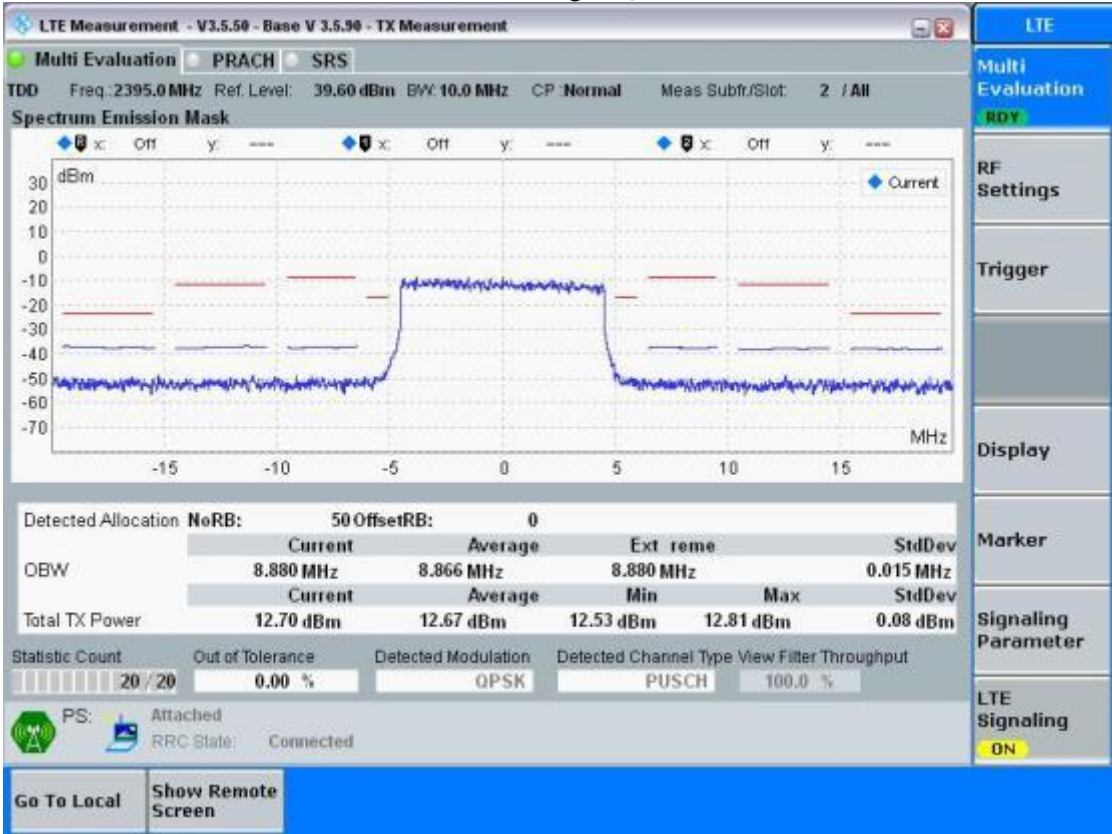 LTE Measurement - V3.5.50 - Base V 3.5.90 - TX Measurement
LTE
Multi Evaluation PRACH SRS
Multi Evaluation
RDY
TDD Freq.:2395.0 MHz Ref. Level: 39.60 dBm BW: 10.0 MHz CP :Normal Meas Subfr./Slot: 2 / All
Spectrum Emission Mask
x: Off y: --- x: Off y: --- x: Off y: ---
dBm
Current
30
20
10
0
-10
-20
-30
-40
-50
-60
-70
MHz
-15 -10 -5 0 5 10 15
RF Settings
Trigger
Display
Marker
Signaling Parameter
LTE Signaling
ON
Detected Allocation NoRB: 50 OffsetRB: 0
Current Average Ext reme StdDev
OBW 8.880 MHz 8.866 MHz 8.880 MHz 0.015 MHz
Current Average Min Max StdDev
Total TX Power 12.70 dBm 12.67 dBm 12.53 dBm 12.81 dBm 0.08 dBm
Statistic Count Out of Tolerance Detected Modulation Detected Channel Type View Filter Throughput
20 / 20 0.00 % QPSK PUSCH 100.0 %
PS: Attached
RRC State: Connected
Go To Local Show Remote Screen